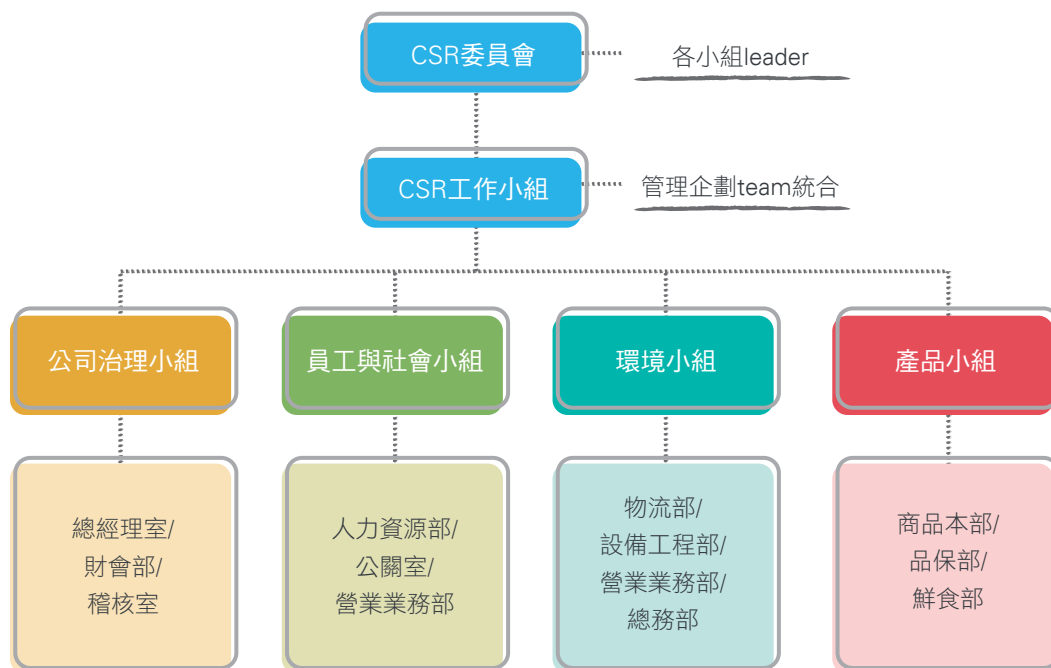 CSR委員會
各小組leader
CSR工作小組
管理企劃team統合
公司治理小組
員工與社會小組
環境小組
產品小組
總經理室/
財會部/
稽核室
人力資源部/
公關室/
營業業務部
物流部/
設備工程部/
營業業務部/
總務部
商品本部/
品保部/
鮮食部